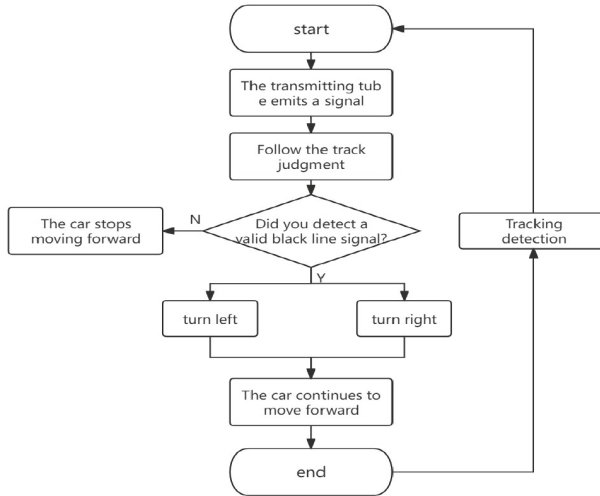 start
The transmitting tub
e emits a signal
Follow the track
judgment
Did you detect a
valid black line signal?
N
The car stops
moving forward
Tracking
detection
Y
turn left
turn right
The car continues to
move forward
end